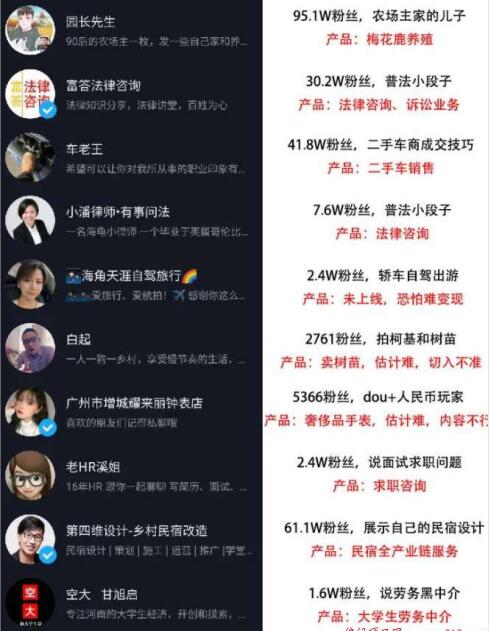 园长先生
90后的农场主一枚，发一些自己家和养...
95.1W粉丝，农场主家的儿子
产品：梅花鹿养殖
富答法律咨询
富答
法律咨询
法律知识分享，法律讲堂，百姓为心
30.2W粉丝，普法小段子
产品：法律咨询、诉讼业务
车老王
希望可以让你对我所从事的职业印象有...
41.8W粉丝，二手车商成交技巧
产品：二手车销售
小潘律师·有事问法
一名海龟小律师 一个毕业于英属哥伦比...
7.6W粉丝，普法小段子
产品：法律咨询
海角天涯自驾旅行🌈
爱旅行、爱航拍！✈️ 感谢你这么...
2.4W粉丝，轿车自驾出游
产品：未上线，恐怕难变现
白起
一人一狗一乡村，享受慢节奏的生活，...
2761粉丝，拍柯基和树苗
产品：卖树苗，估计难，切入不准
广州市增城耀来丽钟表店
喜欢的朋友们记得私聊哦
5366粉丝，dou+人民币玩家
产品：奢侈品手表，估计难，内容不行
老HR溪姐
16年HR 跟你一起聊聊 写简历、面试、...
2.4W粉丝，说面试求职问题
产品：求职咨询
第四维设计-乡村民宿改造
民宿设计 | 策划 | 施工 | 运营 | 推广 |学堂...
61.1W粉丝，展示自己的民宿设计
产品：民宿全产业链服务
空大
空大 甘旭启
专注河南的大学生经济，开创和摸索，...
1.6W粉丝，说劳务黑中介
产品：大学生劳务中介